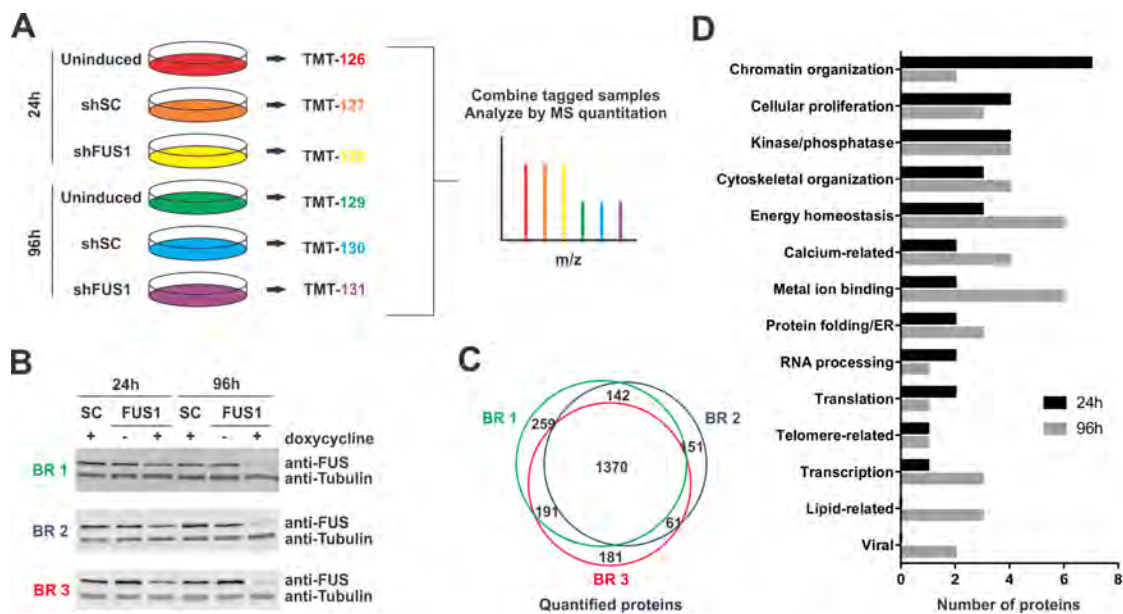 A
24h
Uninduced
TMT-126
shSC
TMT-127
shFUS1
TMT-128
96h
Uninduced
TMT-129
shSC
TMT-130
shFUS1
TMT-131
Combine tagged samples
Analyze by MS quantitation
m/z
B
24h 96h
SC FUS1 SC FUS1
+ - + + - + doxycycline
BR 1
anti-FUS
anti-Tubulin
BR 2
anti-FUS
anti-Tubulin
BR 3
anti-FUS
anti-Tubulin
C
BR 1
BR 2
142
259
151
1370
191
61
181
BR 3
Quantified proteins
D
Chromatin organization
Cellular proliferation
Kinase/phosphatase
Cytoskeletal organization
Energy homeostasis
Calcium-related
Metal ion binding
Protein folding/ER
RNA processing
Translation
Telomere-related
Transcription
Lipid-related
Viral
24h
96h
0 2 4 6 8
Number of proteins